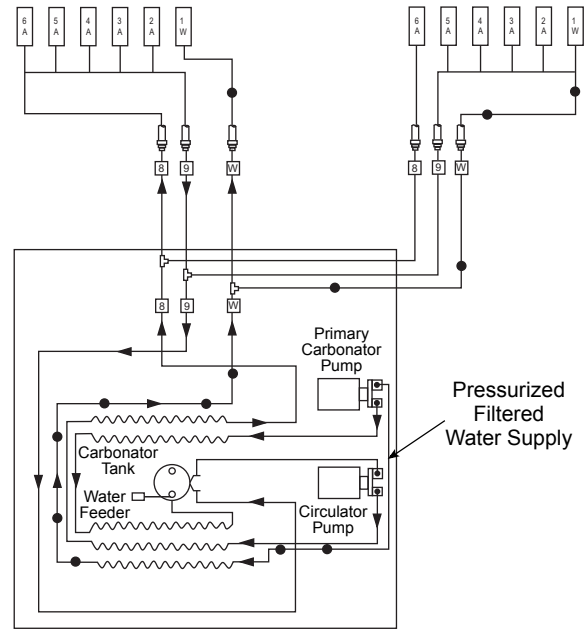 6 A
5 A
4 A
3 A
2 A
1 W
6 A
5 A
4 A
3 A
2 A
1 W
8
9
W
8
9
W
8
9
W
Primary
Carbonator
Pump
Pressurized
Filtered
Water Supply
Carbonator
Tank
Water
Feeder
Circulator
Pump